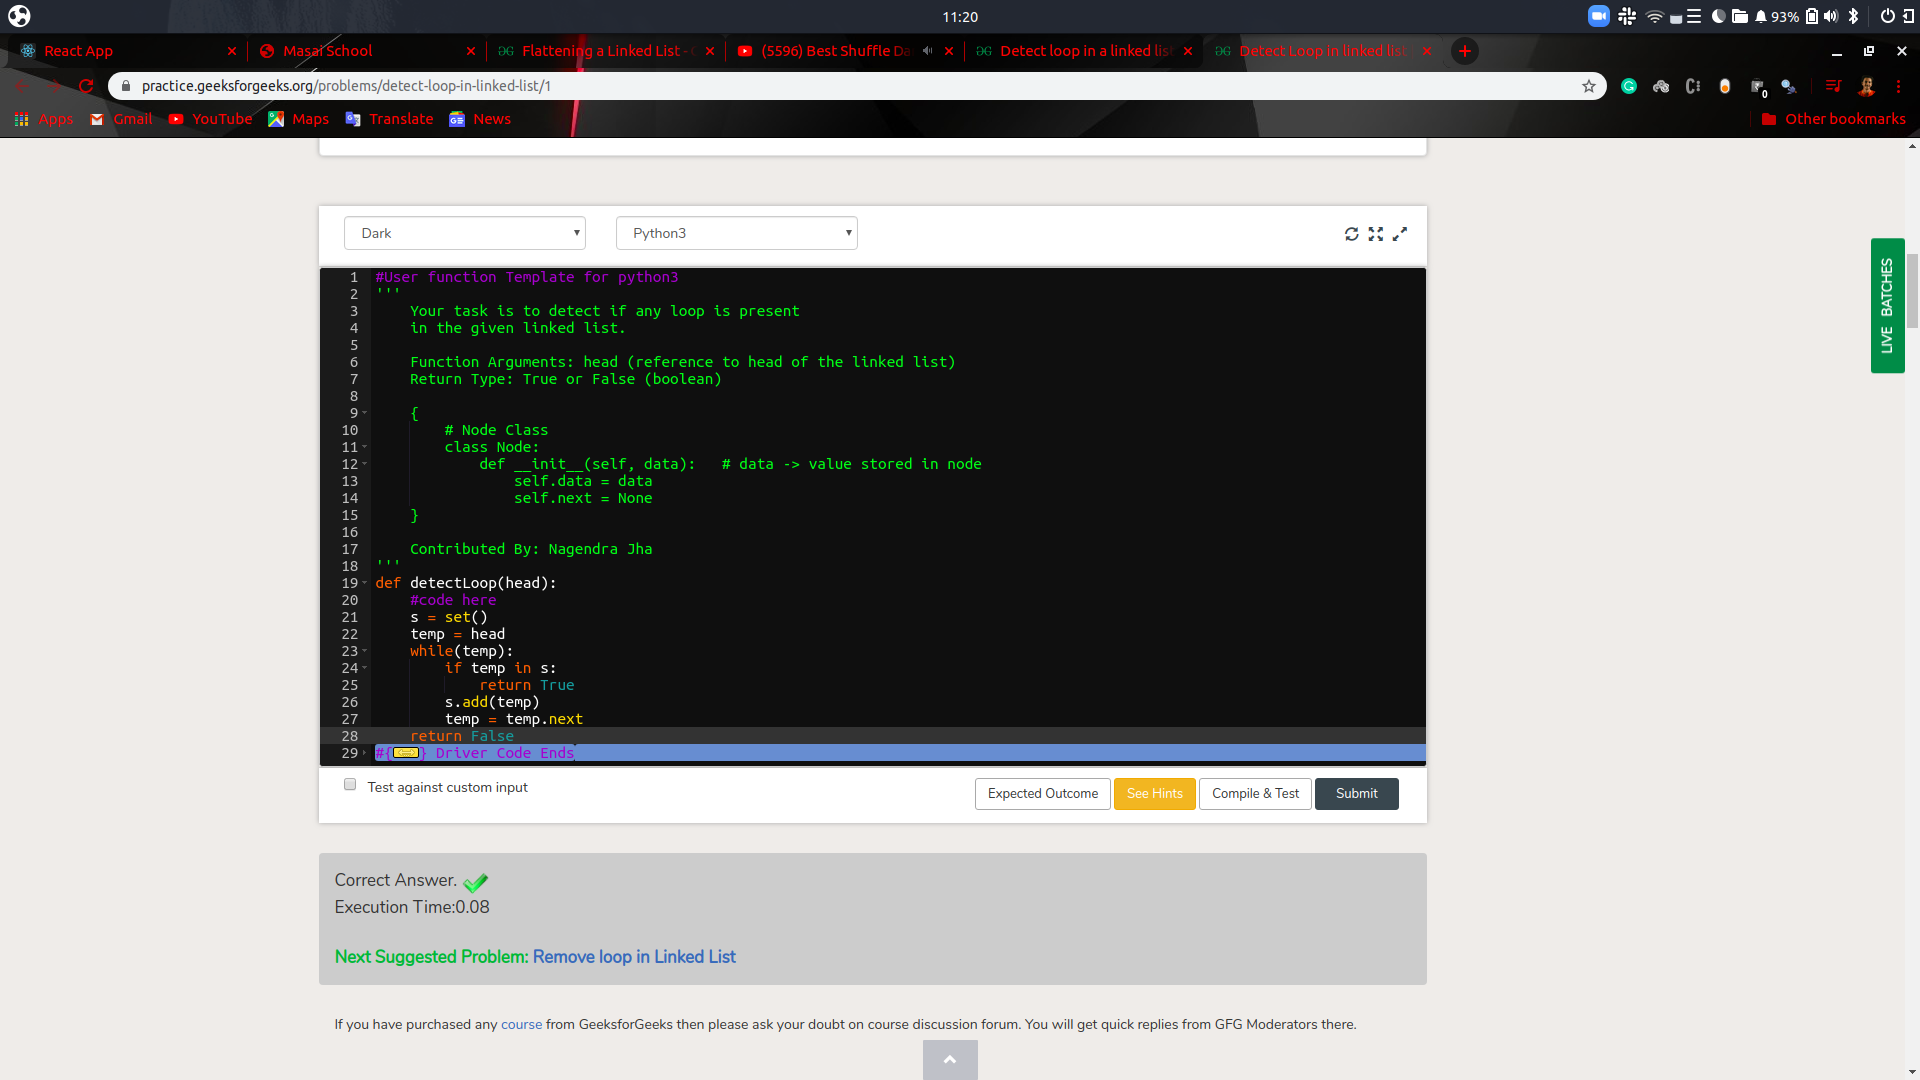 11:20
93%
React App
Masai School
Flattening a Linked List -
(5596) Best Shuffle Da
Detect loop in a linked list
Detect Loop in linked list
practice.geeksforgeeks.org/problems/detect-loop-in-linked-list/1
0
Apps
Gmail
YouTube
Maps
Translate
News
Other bookmarks
Dark
Python3
LIVE BATCHES
1 #User function Template for python3
2 '''
3     Your task is to detect if any loop is present
4     in the given linked list.
5
6     Function Arguments: head (reference to head of the linked list)
7     Return Type: True or False (boolean)
8
9     {
10         # Node Class
11         class Node:
12             def __init__(self, data):   # data -> value stored in node
13                 self.data = data
14                 self.next = None
15     }
16
17     Contributed By: Nagendra Jha
18 '''
19 def detectLoop(head):
20     #code here
21     s = set()
22     temp = head
23     while(temp):
24         if temp in s:
25             return True
26         s.add(temp)
27         temp = temp.next
28     return False
29 #{ } Driver Code Ends
Test against custom input
Expected Outcome
See Hints
Compile & Test
Submit
Correct Answer.
Execution Time:0.08
Next Suggested Problem: Remove loop in Linked List
If you have purchased any course from GeeksforGeeks then please ask your doubt on course discussion forum. You will get quick replies from GFG Moderators there.